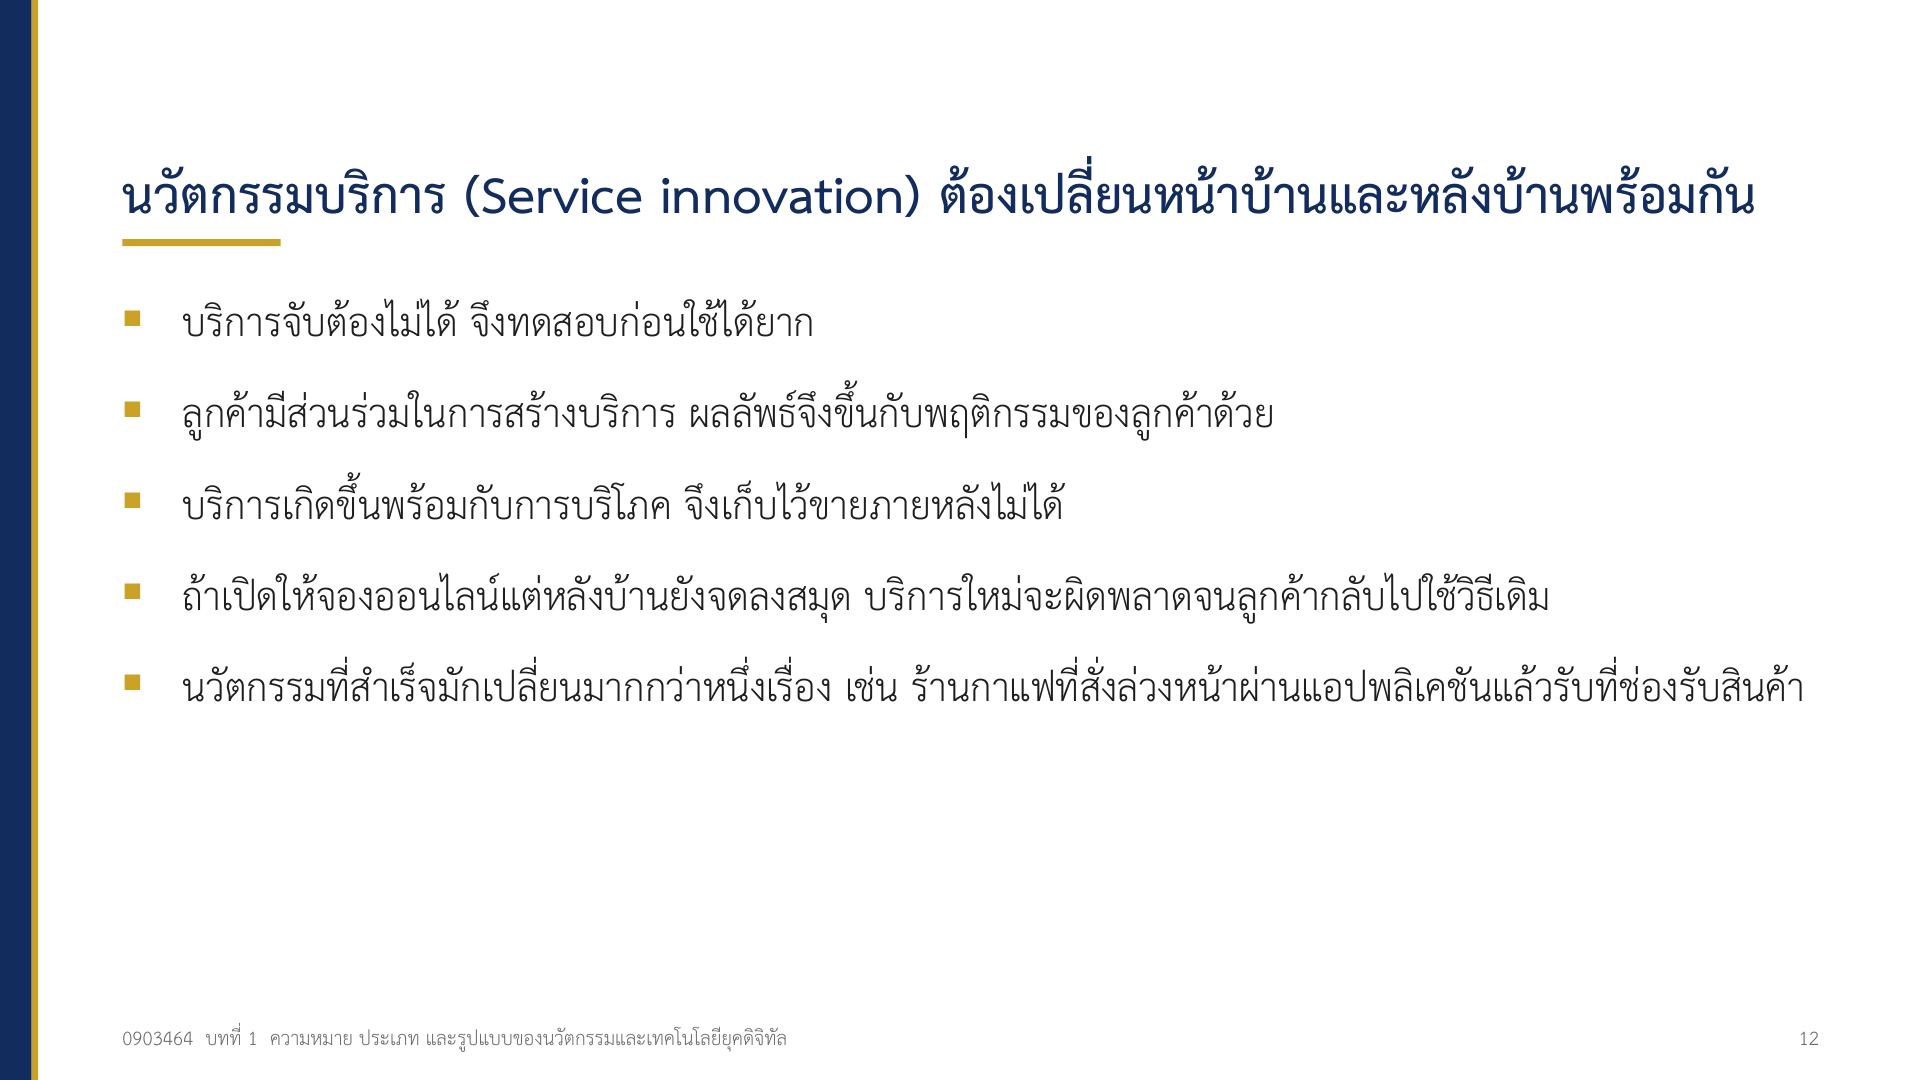 นวัตกรรมบริการ (Service innovation) ต้องเปลี่ยนหน้าบ้านและหลังบ้านพร้อมกัน
▪ บริการจับต้องไม่ได้ จึงทดสอบก่อนใช้ได้ยาก
▪ ลูกค้ามีส่วนร่วมในการสร้างบริการ ผลลัพธ์จึงขึ้นกับพฤติกรรมของลูกค้าด้วย
▪ บริการเกิดขึ้นพร้อมกับการบริโภค จึงเก็บไว้ขายภายหลังไม่ได้
▪ ถ้าเปิดให้จองออนไลน์แต่หลังบ้านยังจดลงสมุด บริการใหม่จะผิดพลาดจนลูกค้ากลับไปใช้วิธีเดิม
▪ นวัตกรรมที่สำเร็จมักเปลี่ยนมากกว่าหนึ่งเรื่อง เช่น ร้านกาแฟที่สั่งล่วงหน้าผ่านแอปพลิเคชันแล้วรับที่ช่องรับสินค้า
0903464 บทที่ 1 ความหมาย ประเภท และรูปแบบของนวัตกรรมและเทคโนโลยียุคดิจิทัล
12